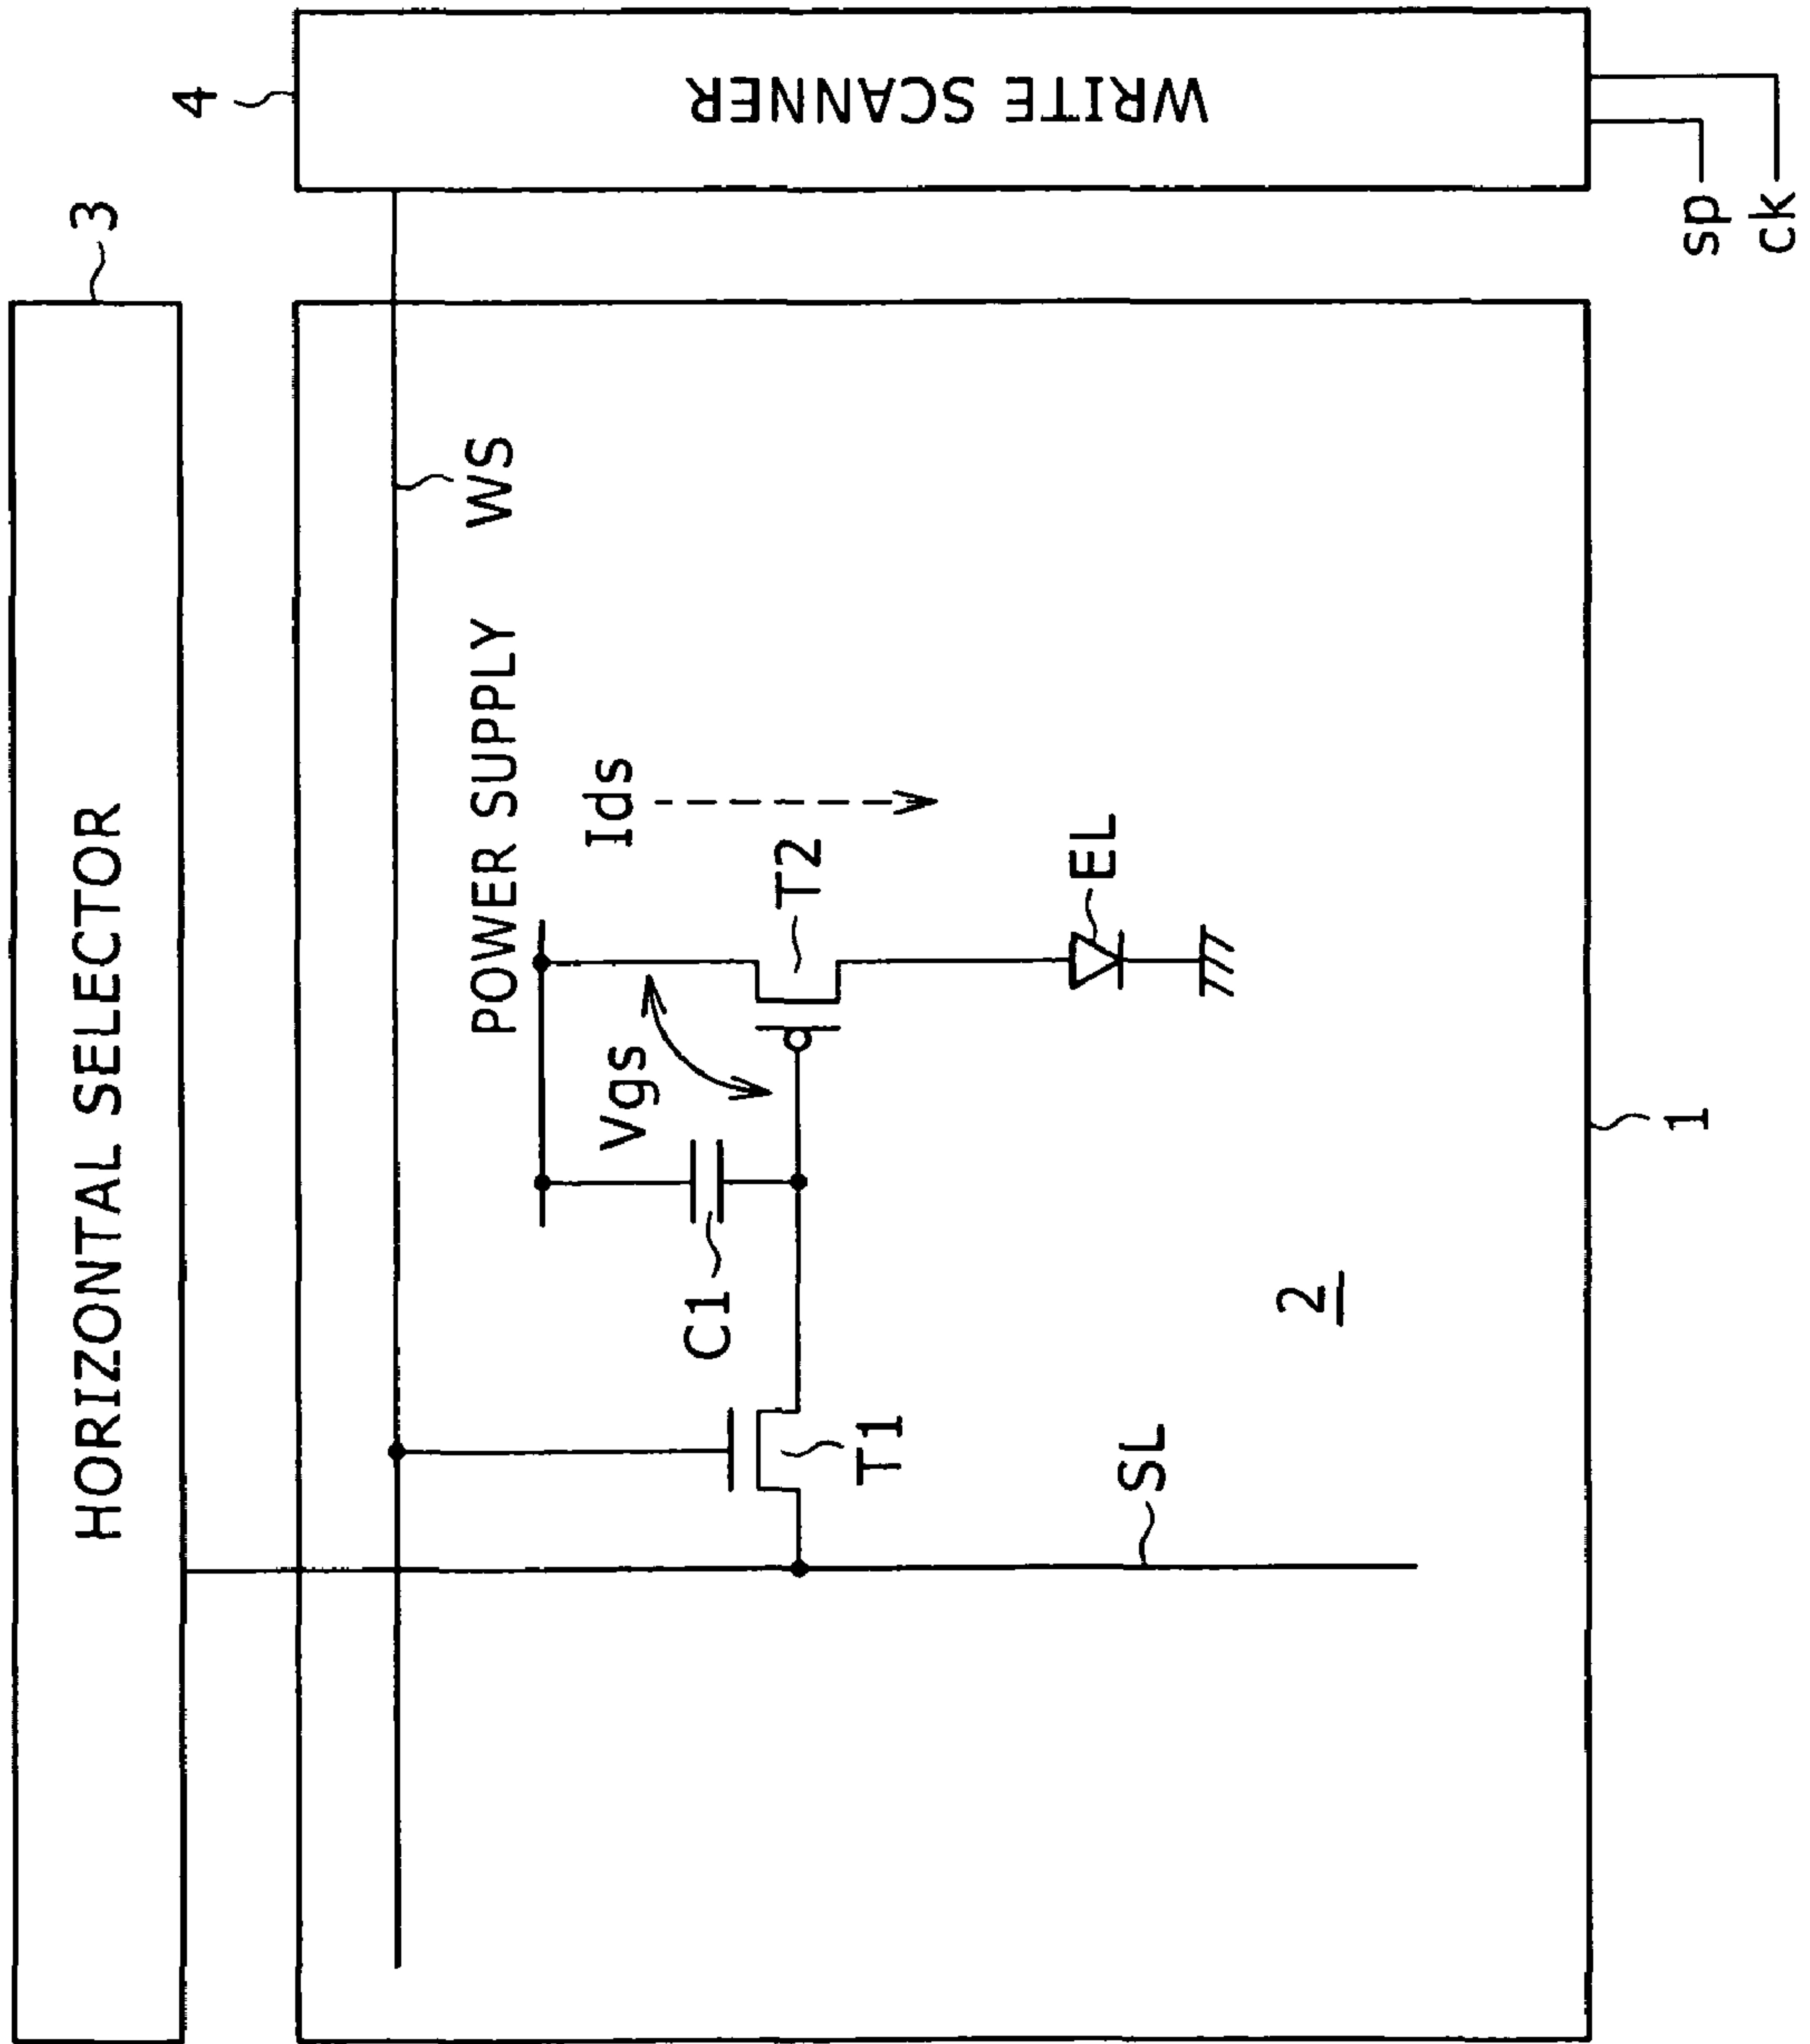 HORIZONTAL SELECTOR
3
4
WRITE SCANNER
WS
POWER SUPPLY
Ids
Vgs
T2
C1
EL
T1
2
SL
1
sp
ck